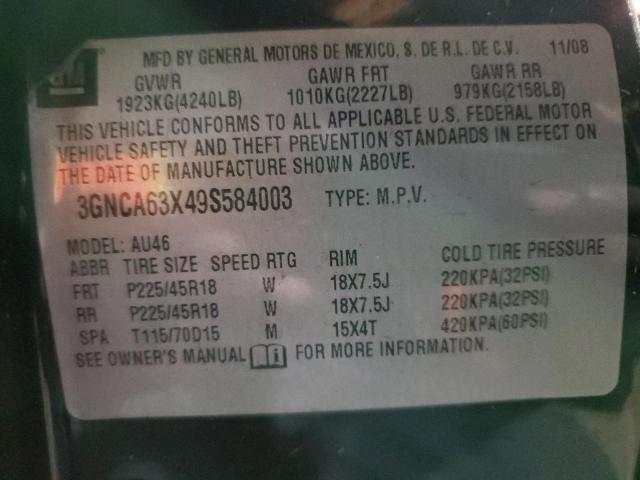 GM
MFD BY GENERAL MOTORS DE MEXICO, S. DE R.L. DE C.V. 11/08
GVWR GAWR FRT GAWR RR
1923KG(4240LB) 1010KG(2227LB) 979KG(2158LB)
THIS VEHICLE CONFORMS TO ALL APPLICABLE U.S. FEDERAL MOTOR
VEHICLE SAFETY AND THEFT PREVENTION STANDARDS IN EFFECT ON
THE DATE OF MANUFACTURE SHOWN ABOVE.
3GNCA63X49S584003 TYPE: M.P.V.
MODEL: AU46
ABBR TIRE SIZE SPEED RTG RIM COLD TIRE PRESSURE
FRT P225/45R18 W 18X7.5J 220KPA(32PSI)
RR P225/45R18 W 18X7.5J 220KPA(32PSI)
SPA T115/70D15 M 15X4T 420KPA(60PSI)
SEE OWNER'S MANUAL i FOR MORE INFORMATION.